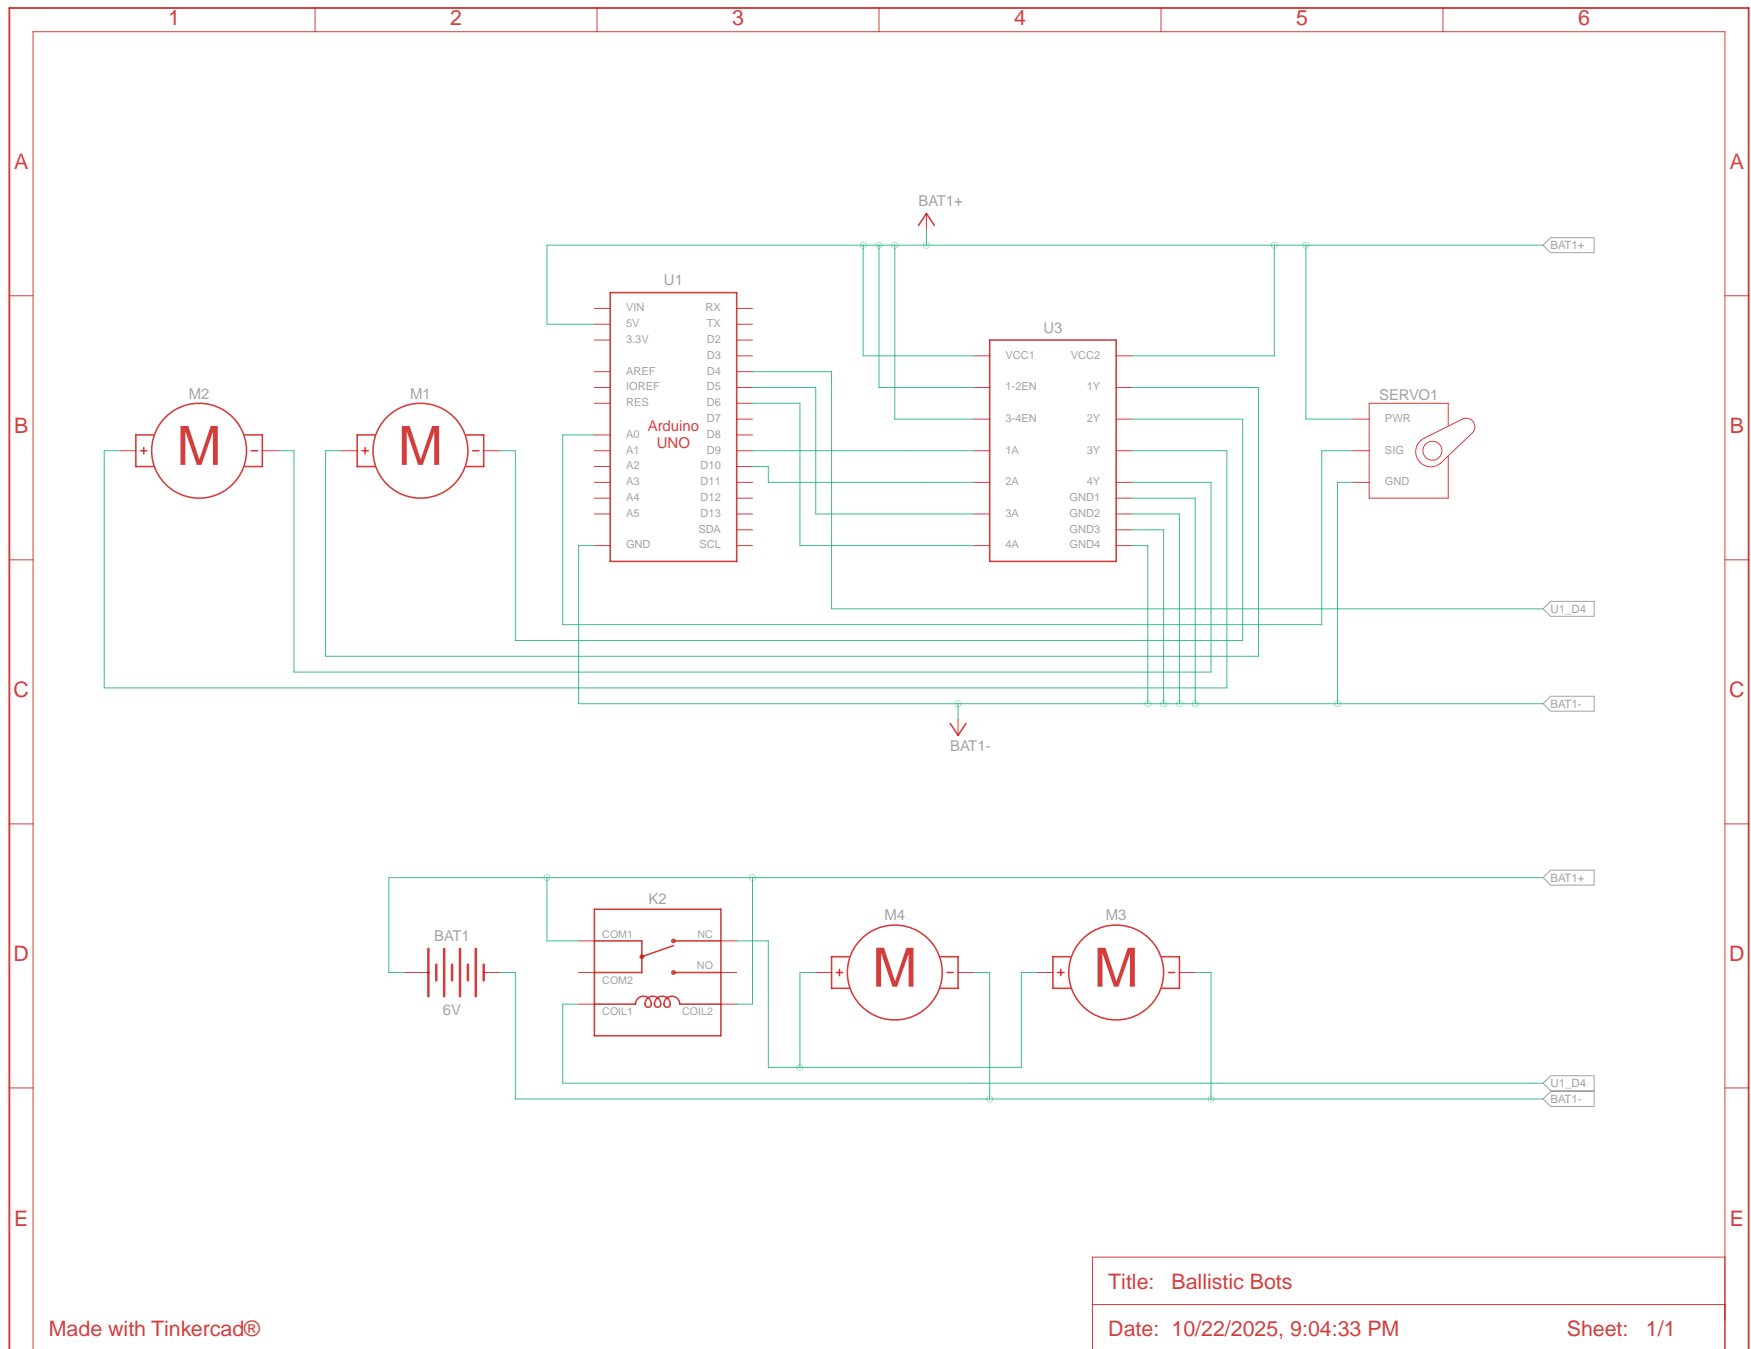 1 2 3 4 5 6
A A
BAT1+
BAT1+
U1
VIN RX
5V TX
3.3V D2
D3
AREF D4
IOREF D5
RES D6
D7
A0 D8
A1 D9
A2 D10
A3 D11
A4 D12
A5 D13
SDA
GND SCL
Arduino
UNO
U3
VCC1 VCC2
1-2EN 1Y
3-4EN 2Y
1A 3Y
2A 4Y
GND1
3A GND2
GND3
4A GND4
M2
+ M -
M1
+ M -
SERVO1
PWR
SIG
GND
B B
U1_D4
C C
BAT1-
BAT1-
BAT1+
K2
COM1 NC
NO
COM2
COIL1 COIL2
BAT1
6V
M4
+ M -
M3
+ M -
D D
U1_D4
BAT1-
E E
Title: Ballistic Bots
Made with Tinkercad®
Date: 10/22/2025, 9:04:33 PM Sheet: 1/1